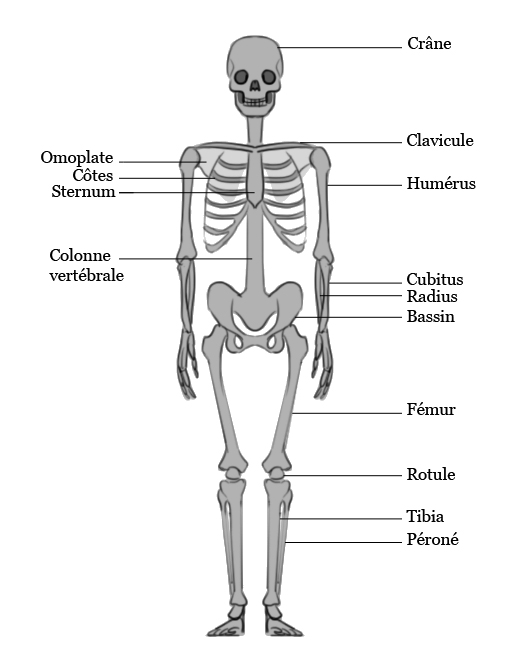 Crâne
Clavicule
Omoplate
Côtes
Sternum
Humérus
Colonne
vertébrale
Cubitus
Radius
Bassin
Fémur
Rotule
Tibia
Péroné